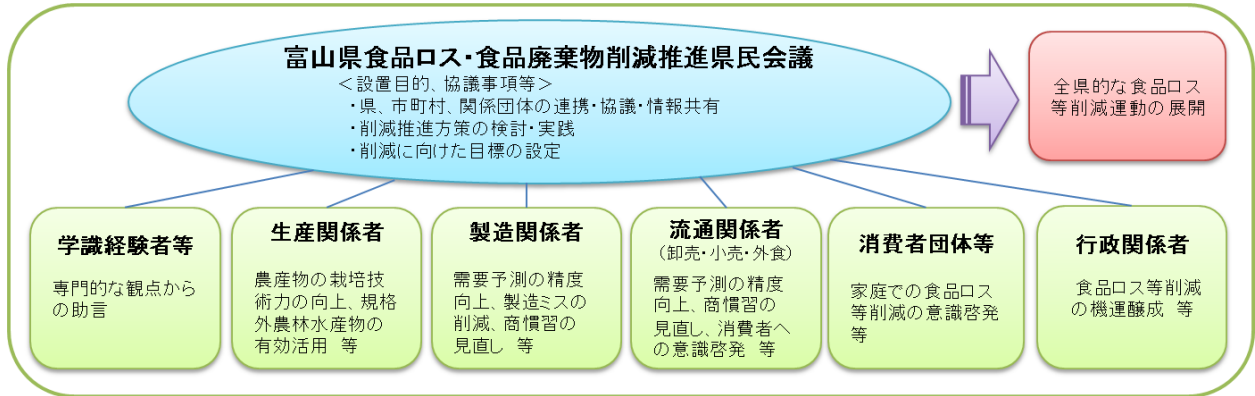 富山県食品ロス・食品廃棄物削減推進県民会議
＜設置目的、協議事項等＞
・県、市町村、関係団体の連携・協議・情報共有
・削減推進方策の検討・実践
・削減に向けた目標の設定
全県的な食品ロス
等削減運動の展開
学識経験者等
専門的な観点から
の助言
生産関係者
農産物の栽培技
術力の向上、規格
外農林水産物の
有効活用　等
製造関係者
需要予測の精度
向上、製造ミスの
削減、商慣習の
見直し　等
流通関係者
（卸売・小売・外食）
需要予測の精度
向上、商慣習の
見直し、消費者へ
の意識啓発　等
消費者団体等
家庭での食品ロス
等削減の意識啓発
等
行政関係者
食品ロス等削減
の機運醸成　等